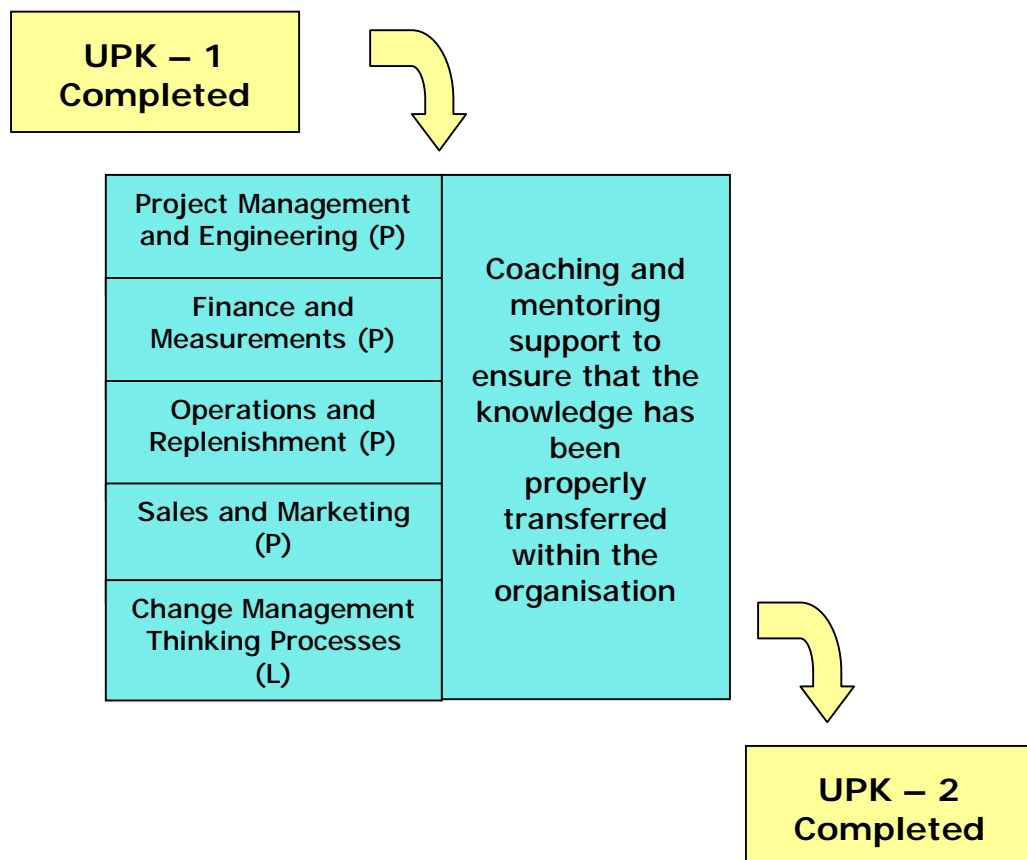 UPK – 1
Completed
Project Management
and Engineering (P)
Finance and
Measurements (P)
Operations and
Replenishment (P)
Sales and Marketing
(P)
Change Management
Thinking Processes
(L)
Coaching and
mentoring
support to
ensure that the
knowledge has
been
properly
transferred
within the
organisation
UPK – 2
Completed